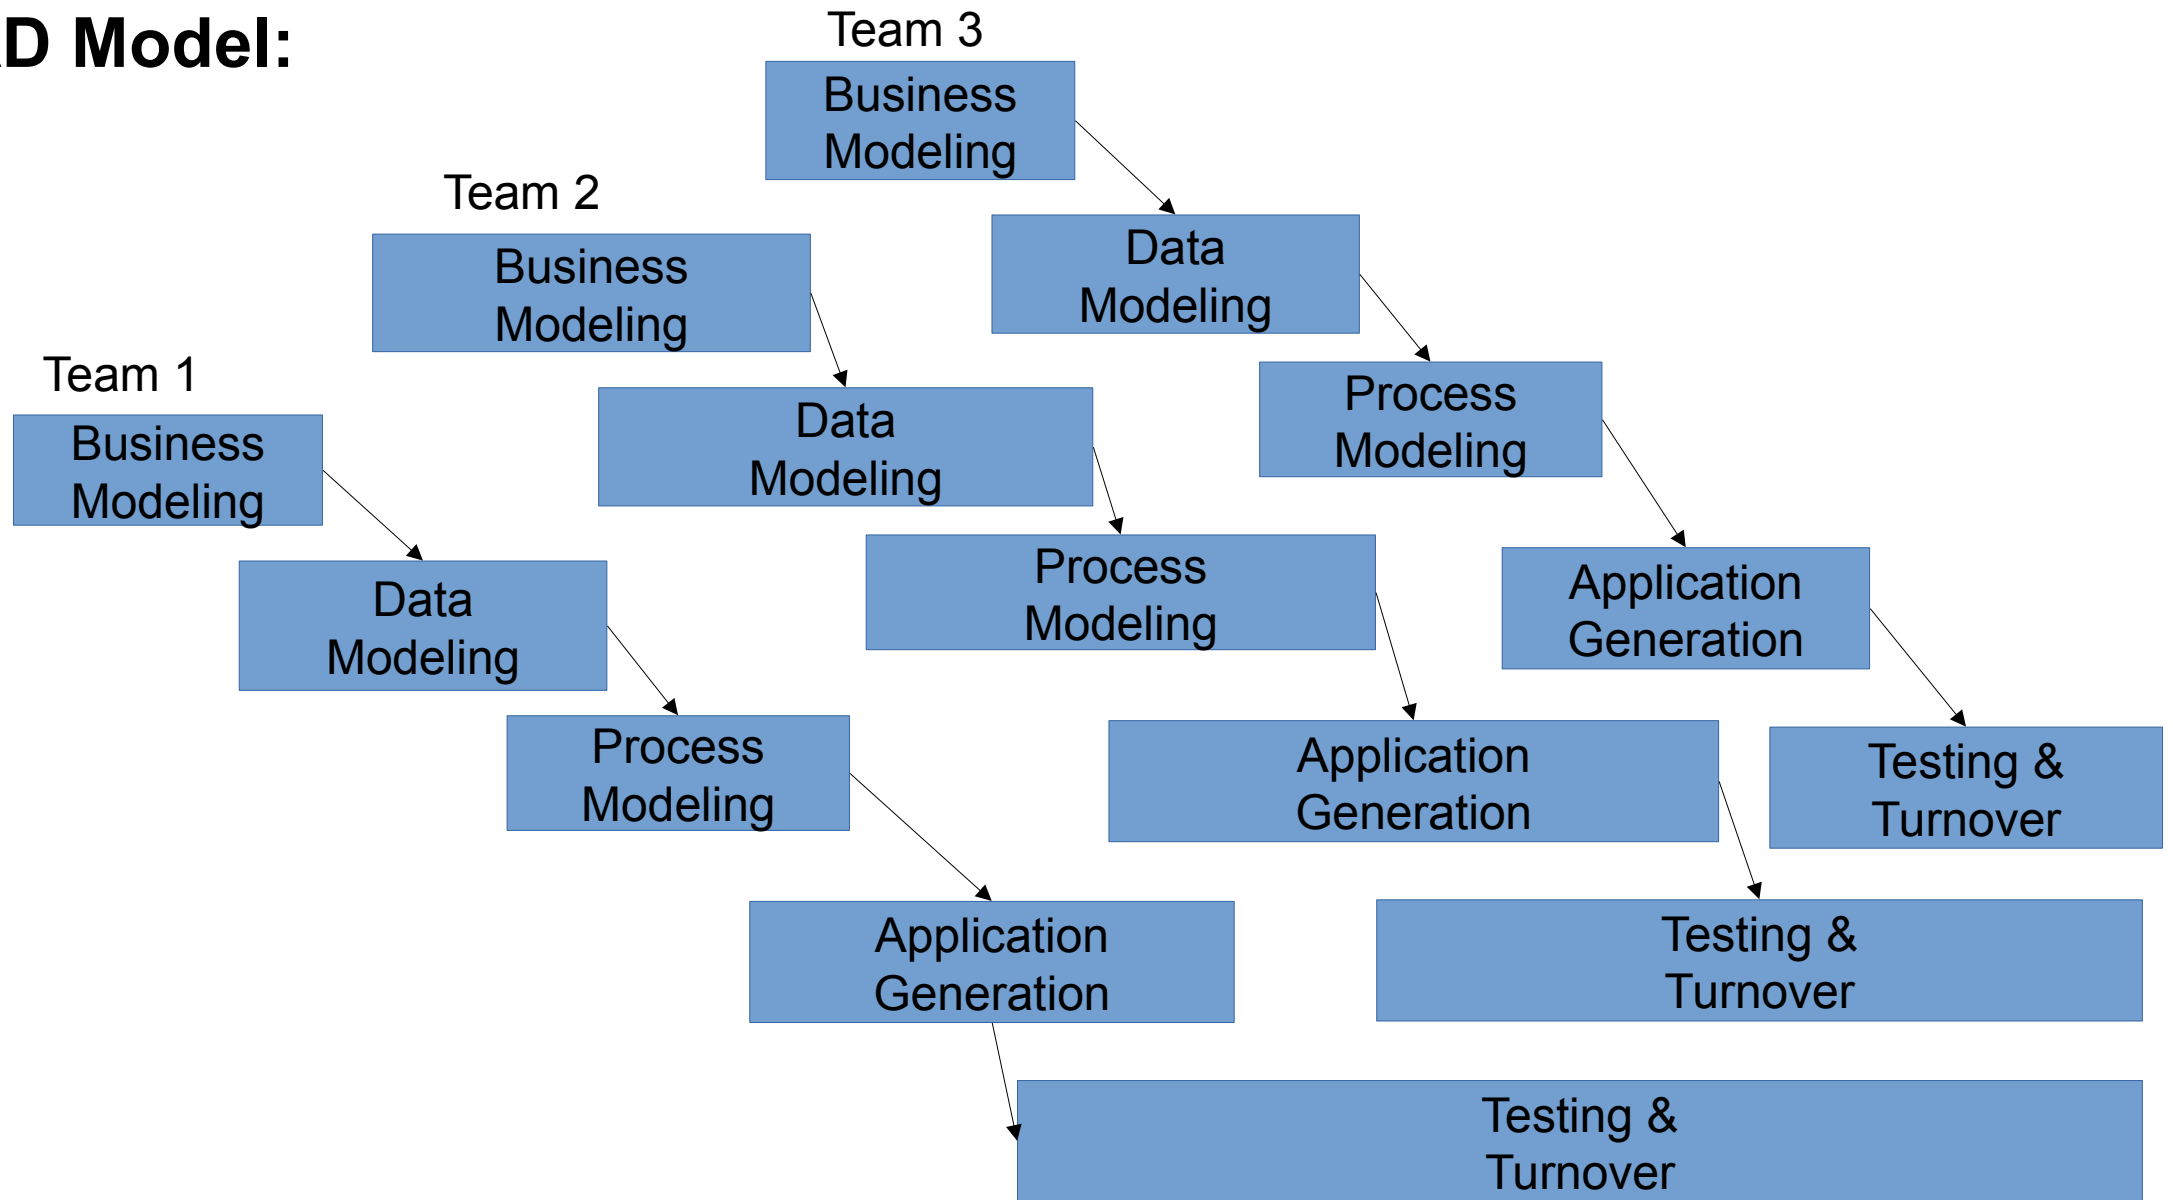 AD Model:
Team 3
Business
Modeling
Data
Modeling
Process
Modeling
Application
Generation
Testing &
Turnover
Team 2
Business
Modeling
Data
Modeling
Process
Modeling
Application
Generation
Testing &
Turnover
Team 1
Business
Modeling
Data
Modeling
Process
Modeling
Application
Generation
Testing &
Turnover